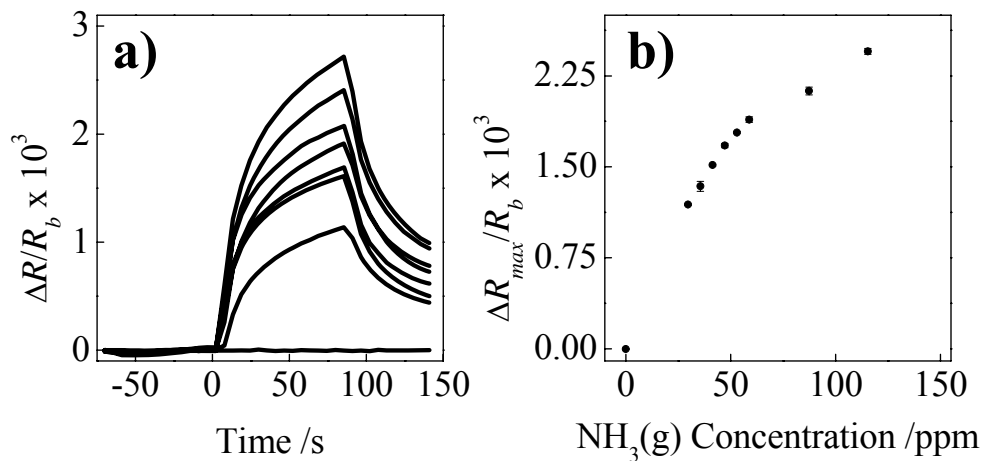 a)
3
2
1
0
ΔR/R_b x 10^3
-50 0 50 100 150
Time /s
b)
2.25
1.50
0.75
0.00
ΔR_max/R_b x 10^3
0 50 100 150
NH_3(g) Concentration /ppm